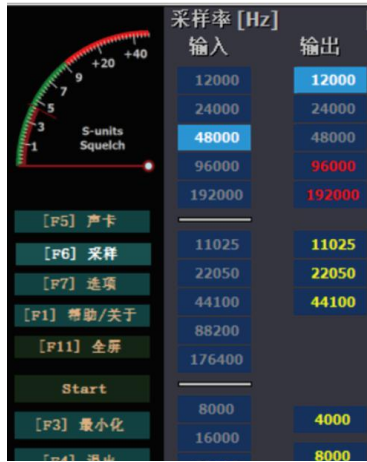 采样率[Hz]
输入 输出
+40
+20
9
7
5
3
1
S-units
Squelch
12000 12000
24000 24000
48000 48000
96000 96000
192000 192000
[F5] 声卡
[F6] 采样
[F7] 选项
[F1] 帮助/关于
[F11] 全屏
Start
[F3] 最小化
[F4] 退出
11025 11025
22050 22050
44100 44100
88200
176400
8000 4000
16000
8000